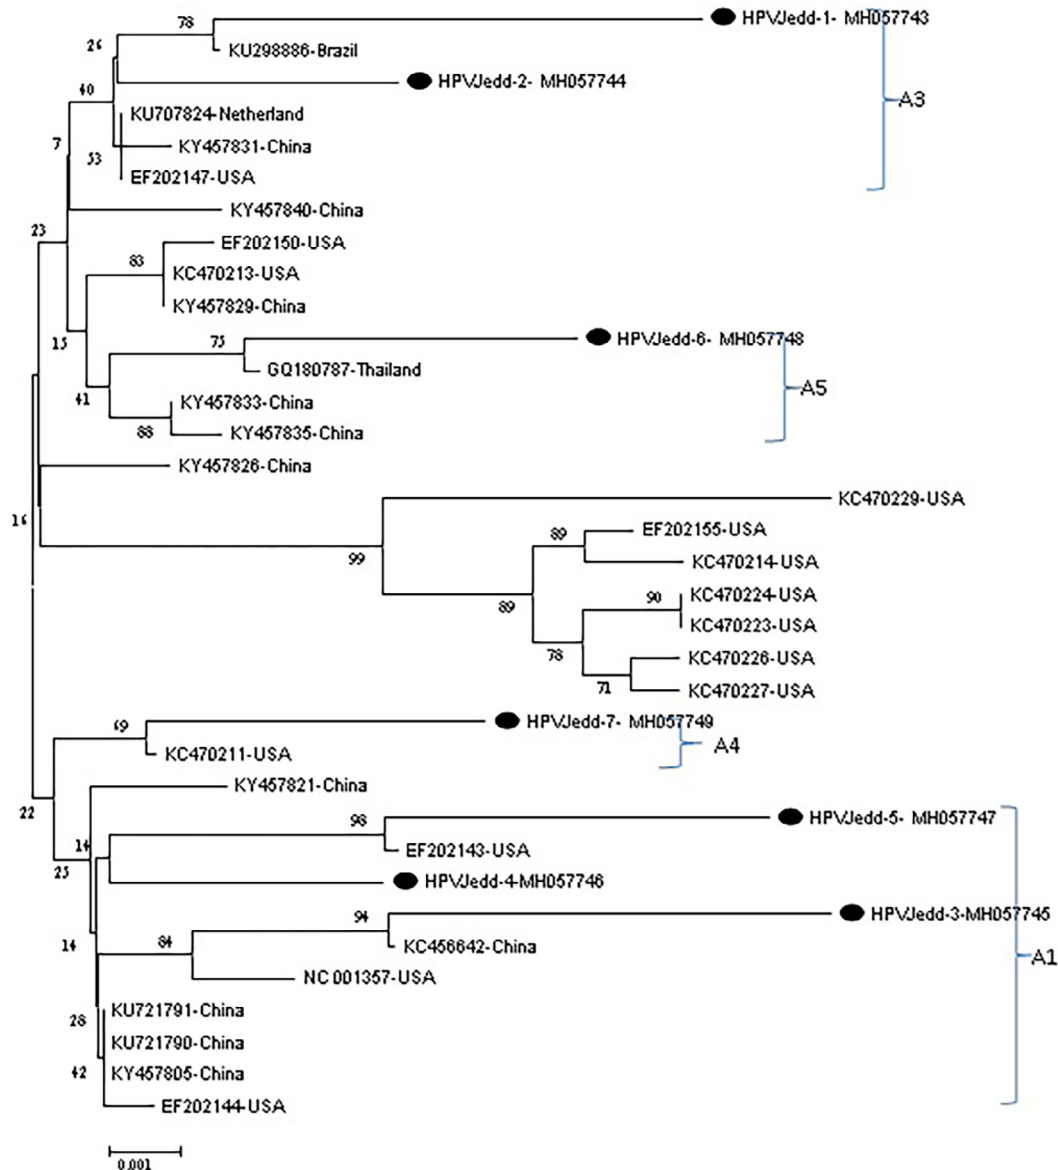 78
HPVJedd-1- MH057743
26
KU298886-Brazil
HPVJedd-2- MH057744
40
A3
KU707824-Netherland
7
KY457831-China
53
EF202147-USA
KY457840-China
23
EF202150-USA
83
KC470213-USA
KY457829-China
15
75
HPVJedd-6- MH057748
GQ180787-Thailand
A5
41
KY457833-China
88
KY457835-China
KY457826-China
16
KC470229-USA
99
89
EF202155-USA
KC470214-USA
89
90
KC470224-USA
KC470223-USA
78
KC470226-USA
71
KC470227-USA
69
HPVJedd-7- MH057749
A4
KC470211-USA
22
KY457821-China
98
HPVJedd-5- MH057747
14
EF202143-USA
25
HPVJedd-4-MH057746
94
HPVJedd-3-MH057745
14
84
KC456642-China
A1
NC 001357-USA
KU721791-China
28
KU721790-China
42
KY457805-China
EF202144-USA
0.001